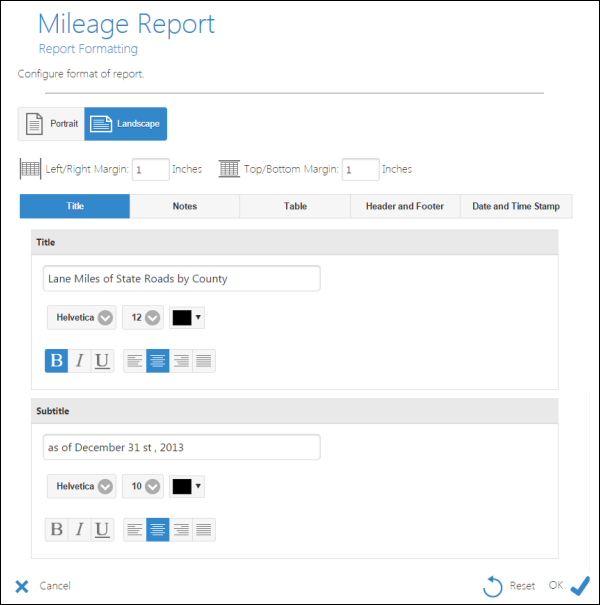 Mileage Report
Report Formatting
Configure format of report.
Portrait Landscape
Left/Right Margin: 1 Inches Top/Bottom Margin: 1 Inches
Title Notes Table Header and Footer Date and Time Stamp
Title
Lane Miles of State Roads by County
Helvetica 12
B I U
Subtitle
as of December 31 st , 2013
Helvetica 10
B I U
Cancel Reset OK